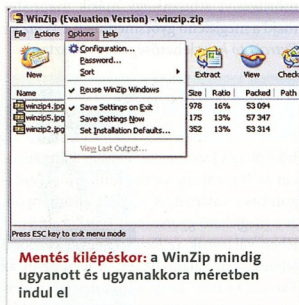 WinZip (Evaluation Version) - winzip.zip
File Actions Options Help
Configuration...
Password...
Sort
Reuse WinZip Windows
Save Settings on Exit
Save Settings Now
Set Installation Defaults...
View Last Output...
New Extract View Check
Name Size Ratio Packed Path
winzip4.jpg 978 16% 53 094
winzip5.jpg 175 13% 57 347
winzip2.jpg 352 13% 53 314
Press ESC key to exit menu mode
Mentés kilépéskor: a WinZip mindig
ugyanott és ugyanakkora méretben
indul el